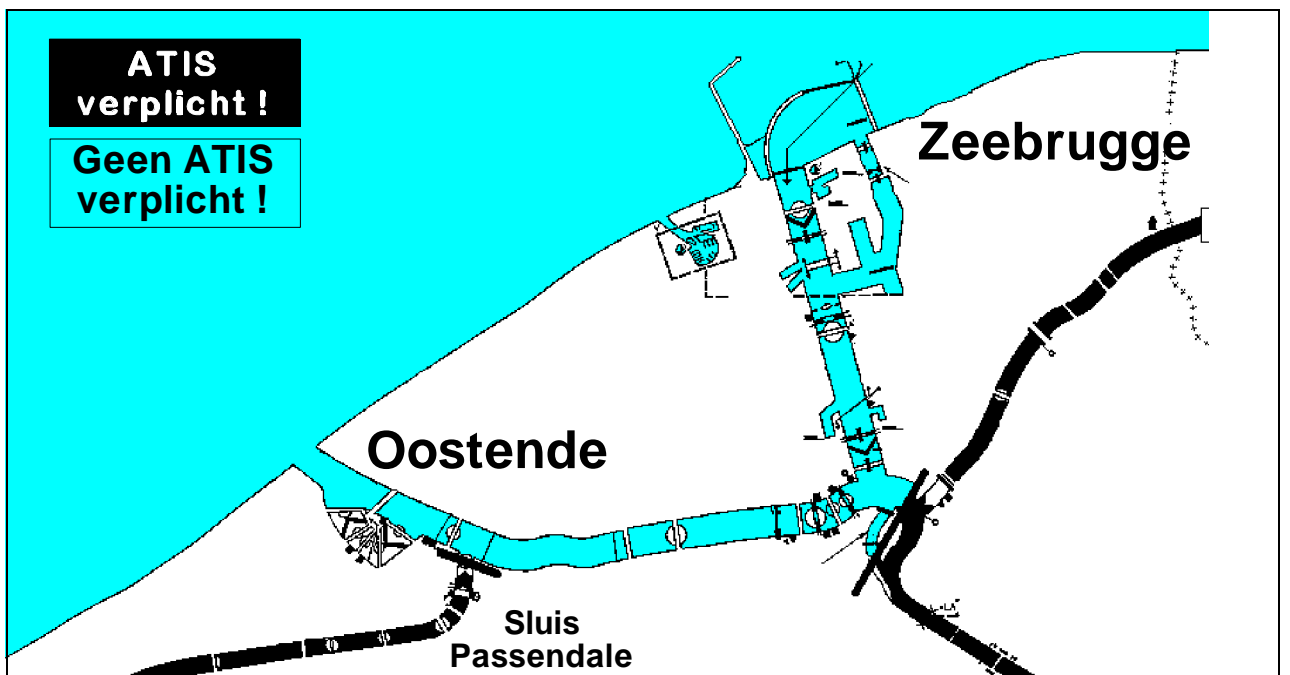 ATIS
verplicht !
Geen ATIS
verplicht !
Zeebrugge
Oostende
Sluis
Passendale